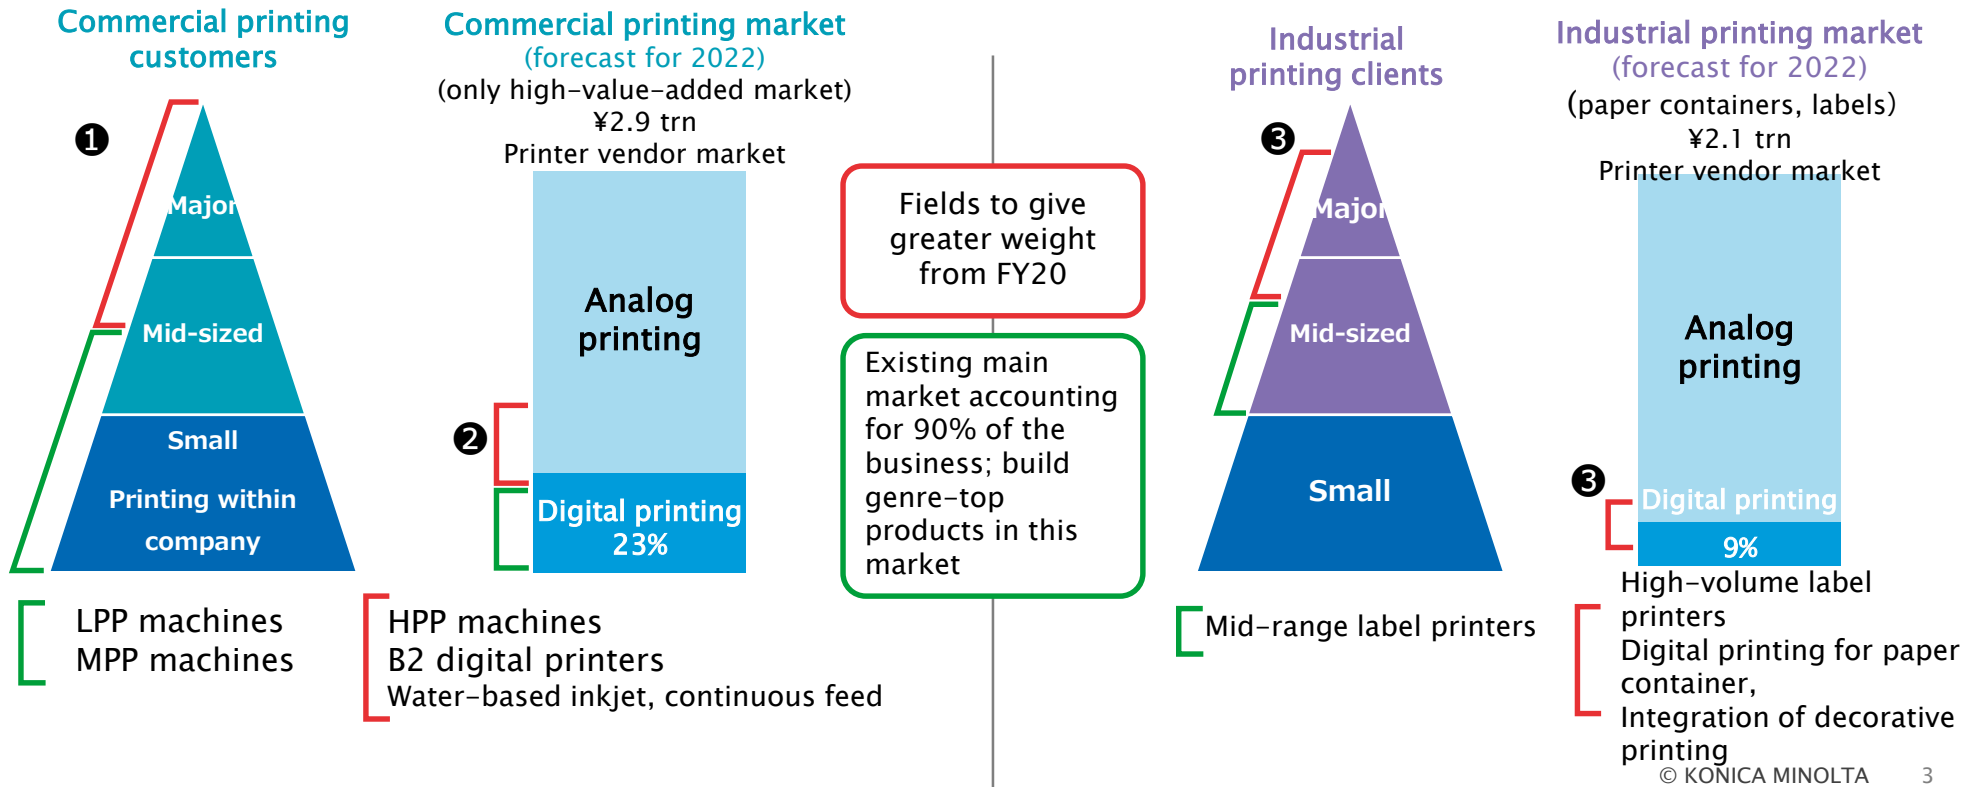 Commercial printing
customers
❶
Major
Mid-sized
Small
Printing within
company
LPP machines
MPP machines
Commercial printing market
(forecast for 2022)
(only high-value-added market)
¥2.9 trn
Printer vendor market
Analog
printing
❷
Digital printing
23%
HPP machines
B2 digital printers
Water-based inkjet, continuous feed
Fields to give
greater weight
from FY20
Existing main
market accounting
for 90% of the
business; build
genre-top
products in this
market
Industrial
printing clients
❸
Major
Mid-sized
Small
Mid-range label printers
Industrial printing market
(forecast for 2022)
(paper containers, labels)
¥2.1 trn
Printer vendor market
Analog
printing
❸
Digital printing
9%
High-volume label
printers
Digital printing for paper
container,
Integration of decorative
printing
© KONICA MINOLTA 3